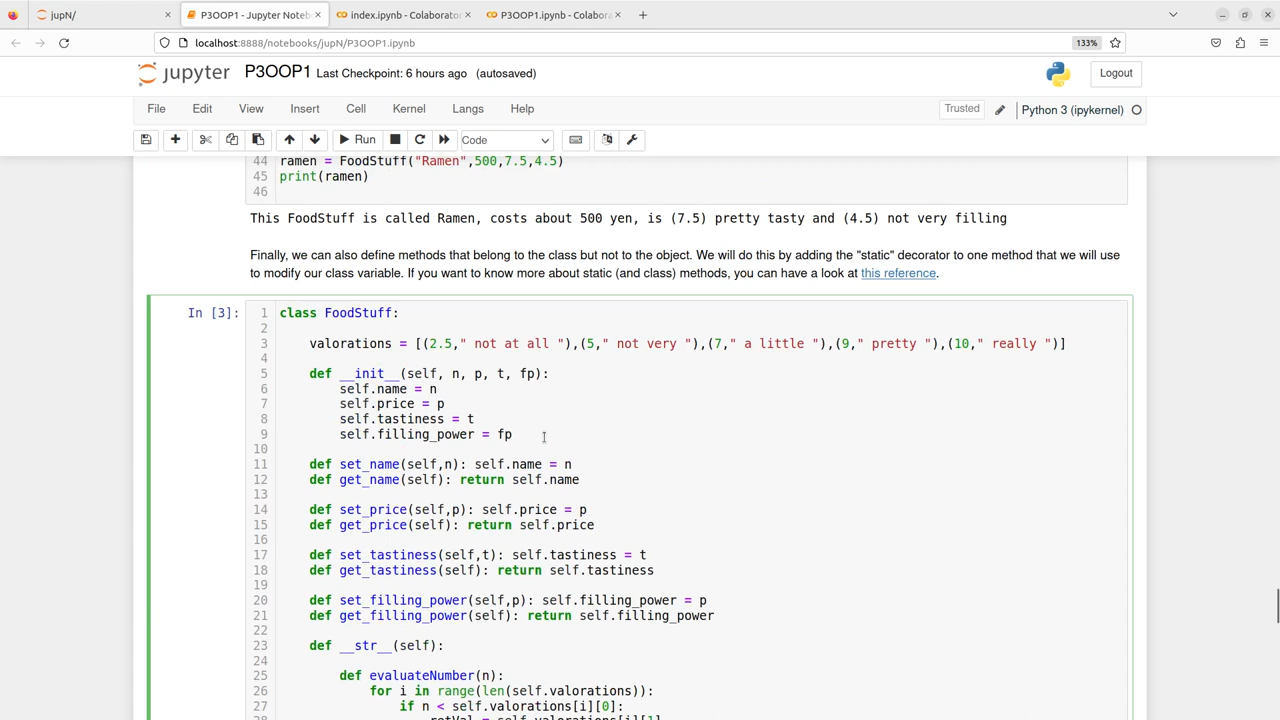 jupN/
P3OOP1 - Jupyter Notebo
index.ipynb - Colaborator
P3OOP1.ipynb - Colabora
localhost:8888/notebooks/jupN/P3OOP1.ipynb
133%
jupyter P3OOP1 Last Checkpoint: 6 hours ago (autosaved)
Logout
File Edit View Insert Cell Kernel Langs Help
Trusted
Python 3 (ipykernel)
Run
Code
44 ramen = FoodStuff("Ramen",500,7.5,4.5)
45 print(ramen)
46
This FoodStuff is called Ramen, costs about 500 yen, is (7.5) pretty tasty and (4.5) not very filling
Finally, we can also define methods that belong to the class but not to the object. We will do this by adding the "static" decorator to one method that we will use
to modify our class variable. If you want to know more about static (and class) methods, you can have a look at this reference.
In [3]:
1 class FoodStuff:
2
3 valorations = [(2.5," not at all "),(5," not very "),(7," a little "),(9," pretty "),(10," really ")]
4
5 def __init__(self, n, p, t, fp):
6 self.name = n
7 self.price = p
8 self.tastiness = t
9 self.filling_power = fp
10
11 def set_name(self,n): self.name = n
12 def get_name(self): return self.name
13
14 def set_price(self,p): self.price = p
15 def get_price(self): return self.price
16
17 def set_tastiness(self,t): self.tastiness = t
18 def get_tastiness(self): return self.tastiness
19
20 def set_filling_power(self,p): self.filling_power = p
21 def get_filling_power(self): return self.filling_power
22
23 def __str__(self):
24
25 def evaluateNumber(n):
26 for i in range(len(self.valorations)):
27 if n < self.valorations[i][0]:
28 retVal = self.valorations[i][1]